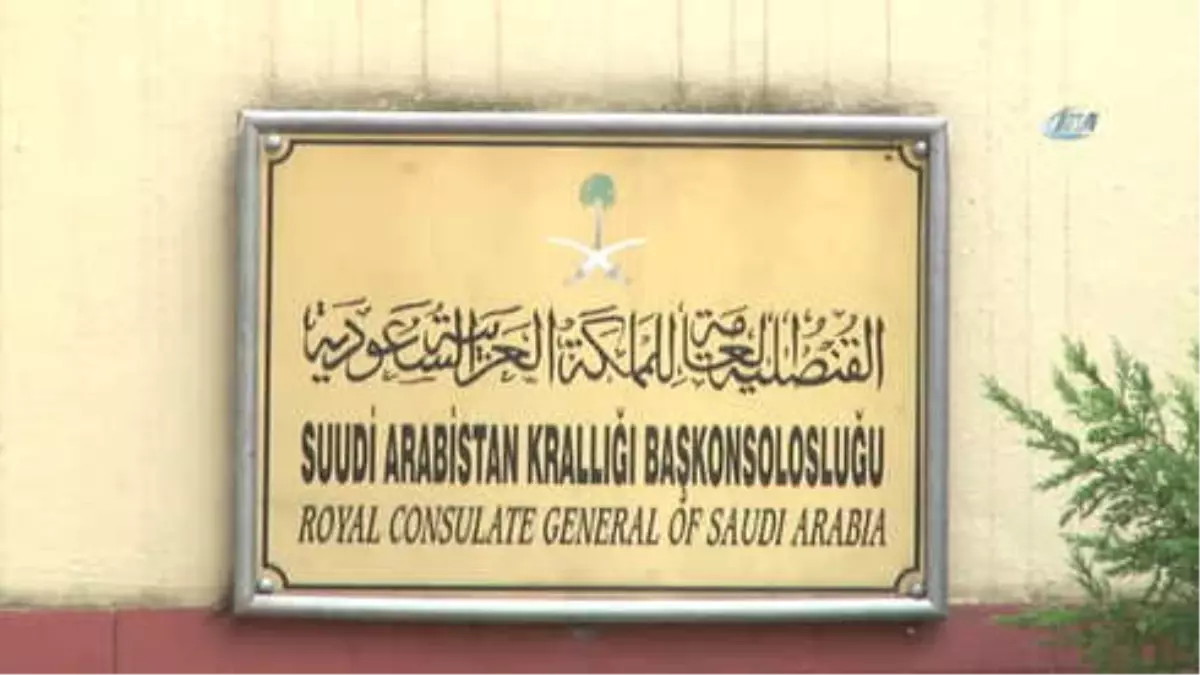 القنصلية العامة للمملكة العربية السعودية
SUUDİ ARABİSTAN KRALLIĞI BAŞKONSOLOSLUĞU
ROYAL CONSULATE GENERAL OF SAUDI ARABIA